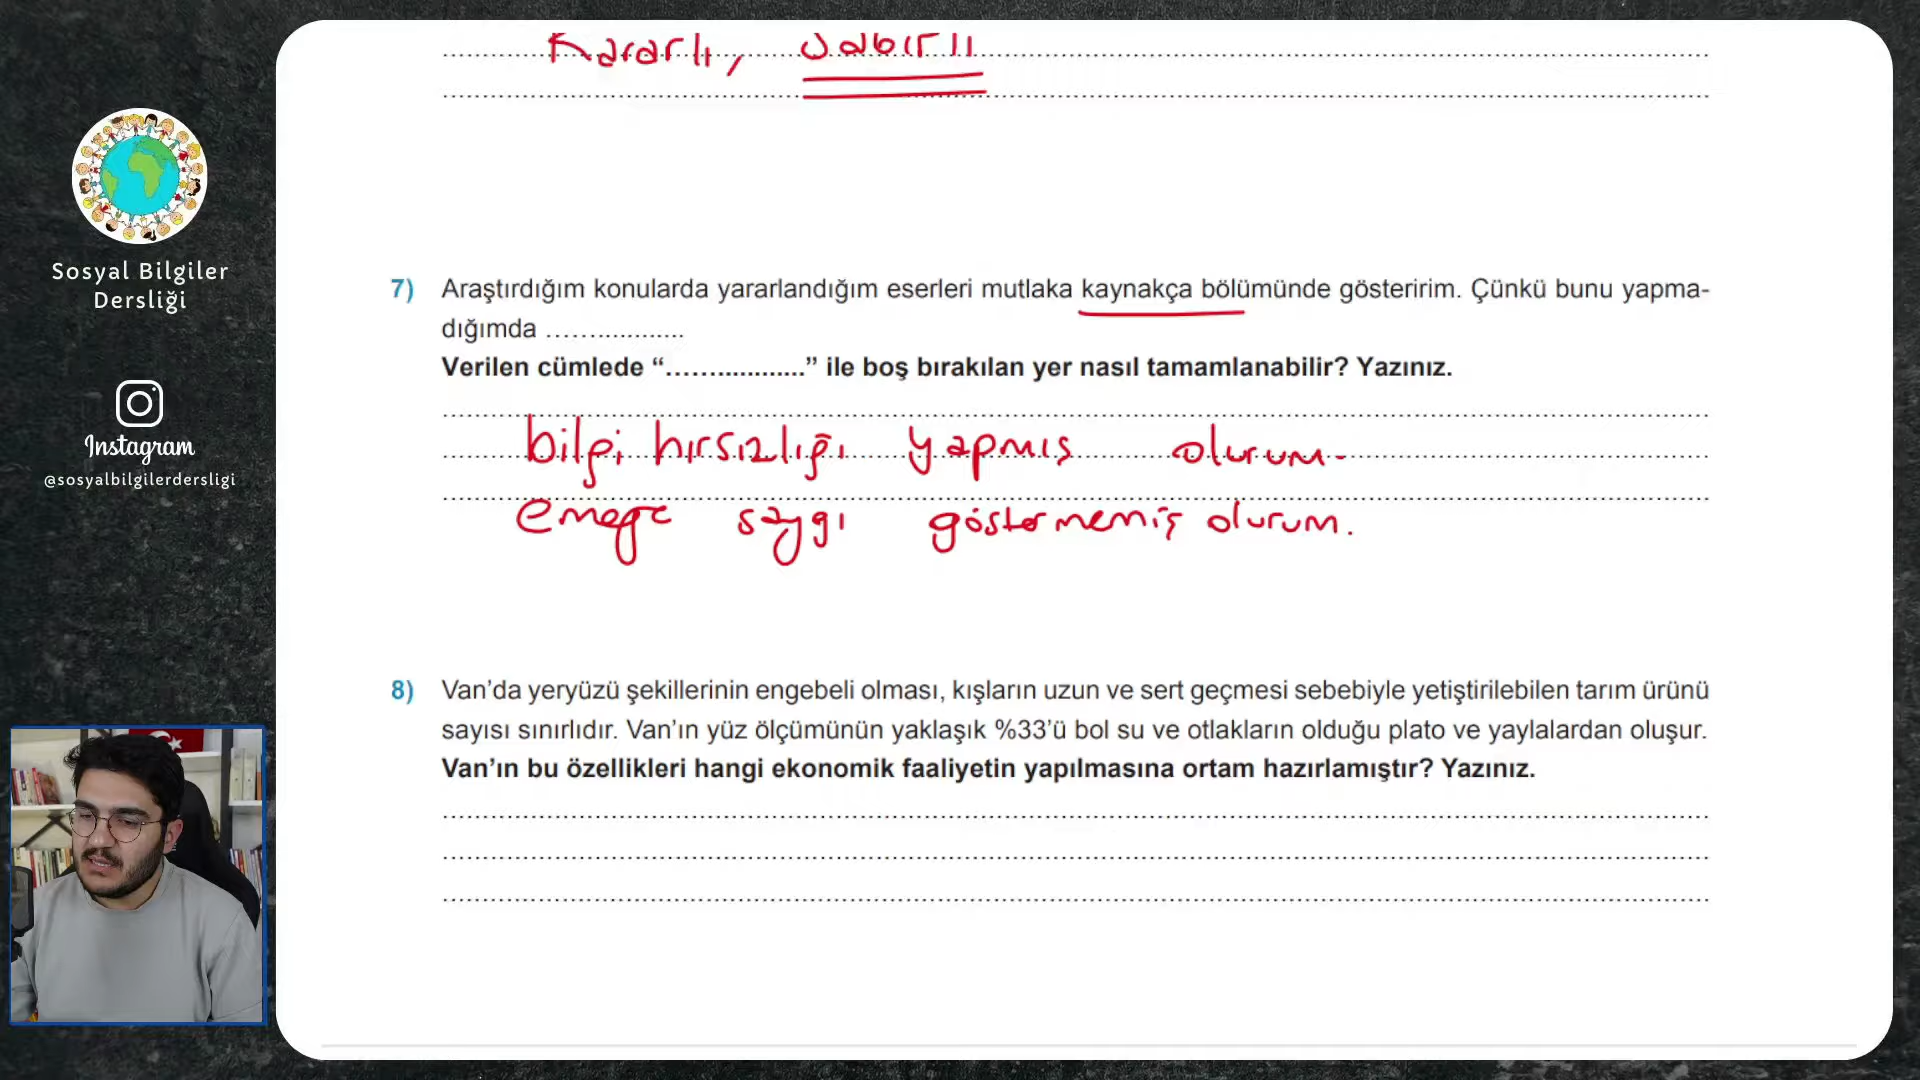 Kararlı, Sabırlı
Sosyal Bilgiler
Dersliği
Instagram
@sosyalbilgilerdersligi
7) Araştırdığım konularda yararlandığım eserleri mutlaka kaynakça bölümünde gösteririm. Çünkü bunu yapma-
dığımda ..................
Verilen cümlede “..................” ile boş bırakılan yer nasıl tamamlanabilir? Yazınız.
bilgi hırsızlığı yapmış olurum.
emeğe saygı göstermemiş olurum.
8) Van’da yeryüzü şekillerinin engebeli olması, kışların uzun ve sert geçmesi sebebiyle yetiştirilebilen tarım ürünü
sayısı sınırlıdır. Van’ın yüz ölçümünün yaklaşık %33’ü bol su ve otlakların olduğu plato ve yaylalardan oluşur.
Van’ın bu özellikleri hangi ekonomik faaliyetin yapılmasına ortam hazırlamıştır? Yazınız.